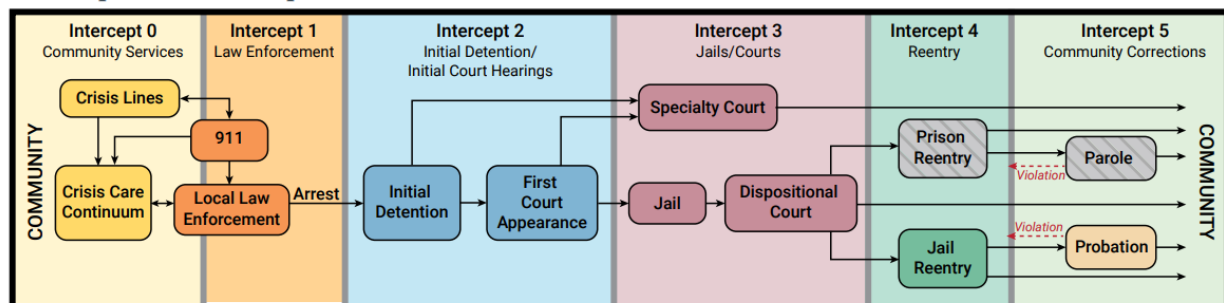 Intercept 0
Community Services
Intercept 1
Law Enforcement
Intercept 2
Initial Detention/
Initial Court Hearings
Intercept 3
Jails/Courts
Intercept 4
Reentry
Intercept 5
Community Corrections
COMMUNITY
Crisis Lines
911
Crisis Care
Continuum
Local Law
Enforcement
Arrest
Initial
Detention
First
Court
Appearance
Specialty Court
Jail
Dispositional
Court
Prison
Reentry
Violation
Parole
Jail
Reentry
Violation
Probation
COMMUNITY